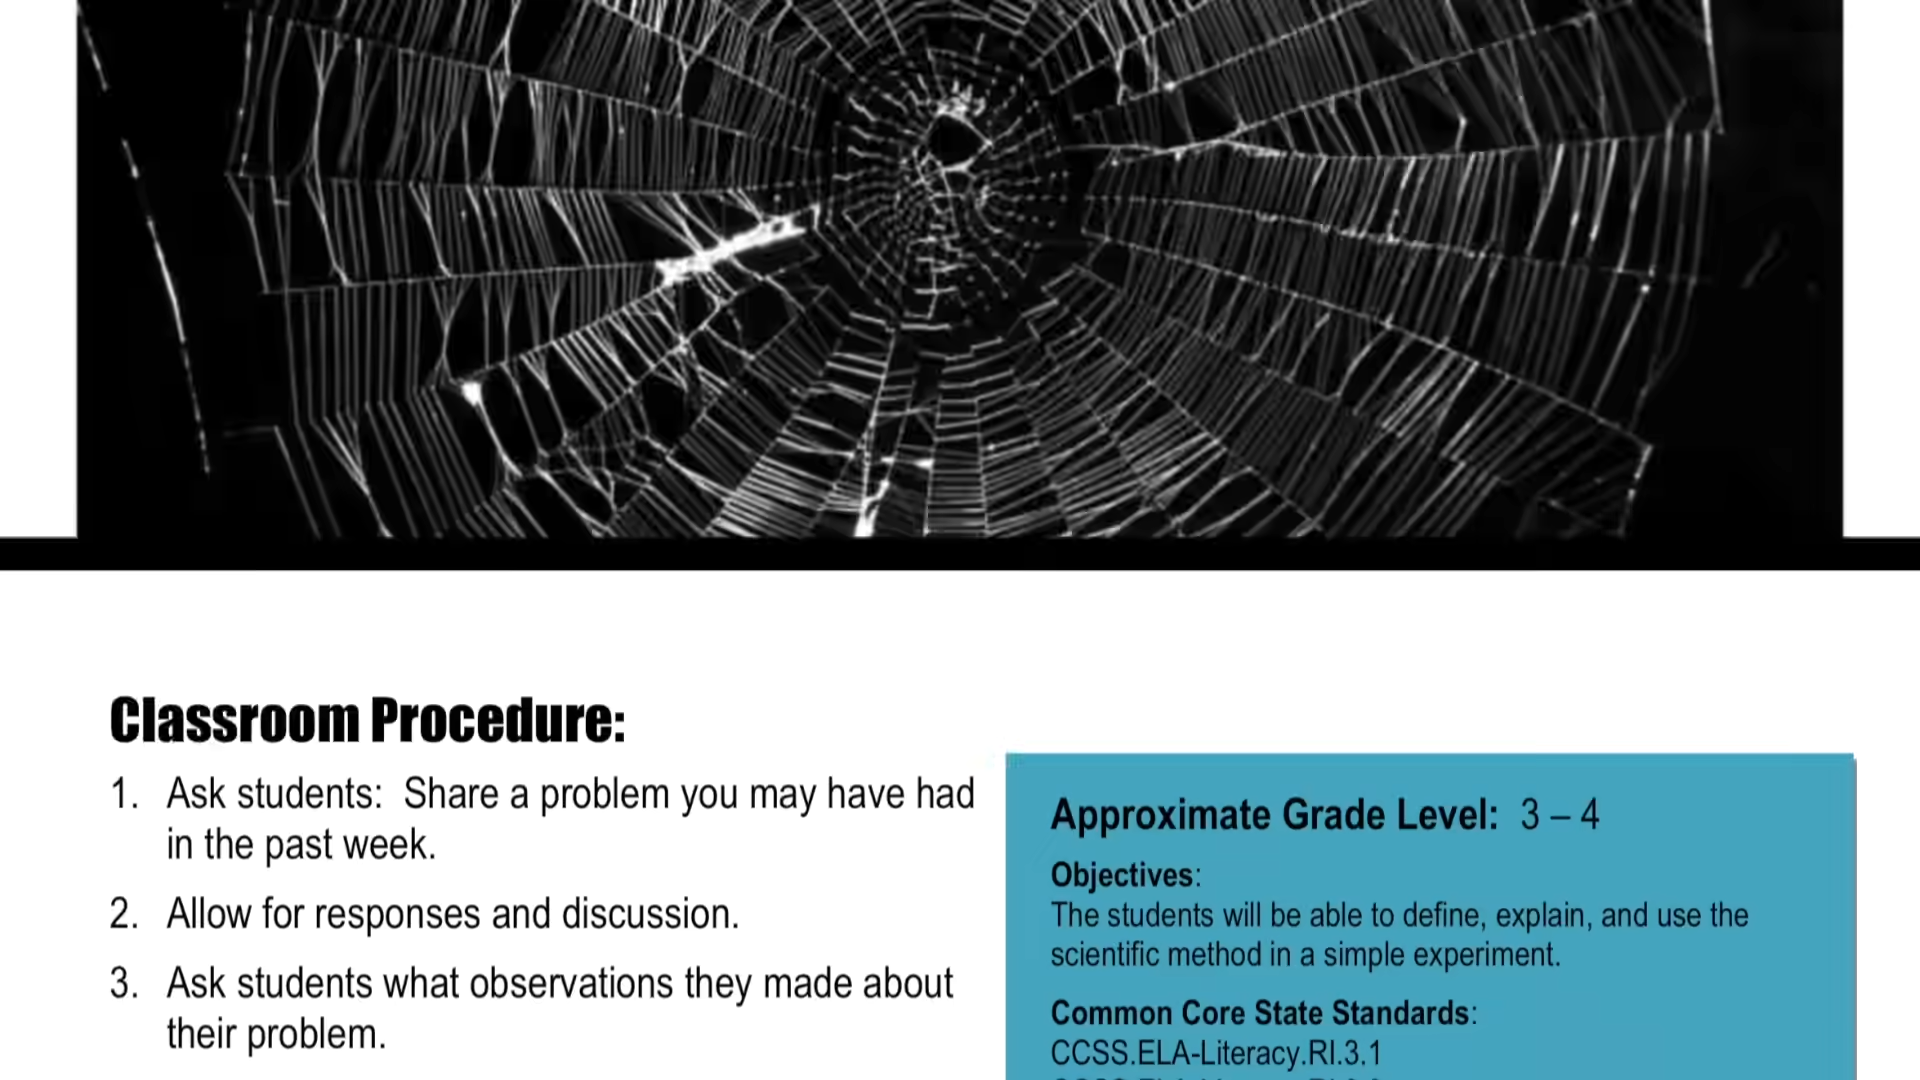 Classroom Procedure:
1. Ask students: Share a problem you may have had
in the past week.
2. Allow for responses and discussion.
3. Ask students what observations they made about
their problem.
Approximate Grade Level: 3 – 4
Objectives:
The students will be able to define, explain, and use the
scientific method in a simple experiment.
Common Core State Standards:
CCSS.ELA-Literacy.RI.3.1